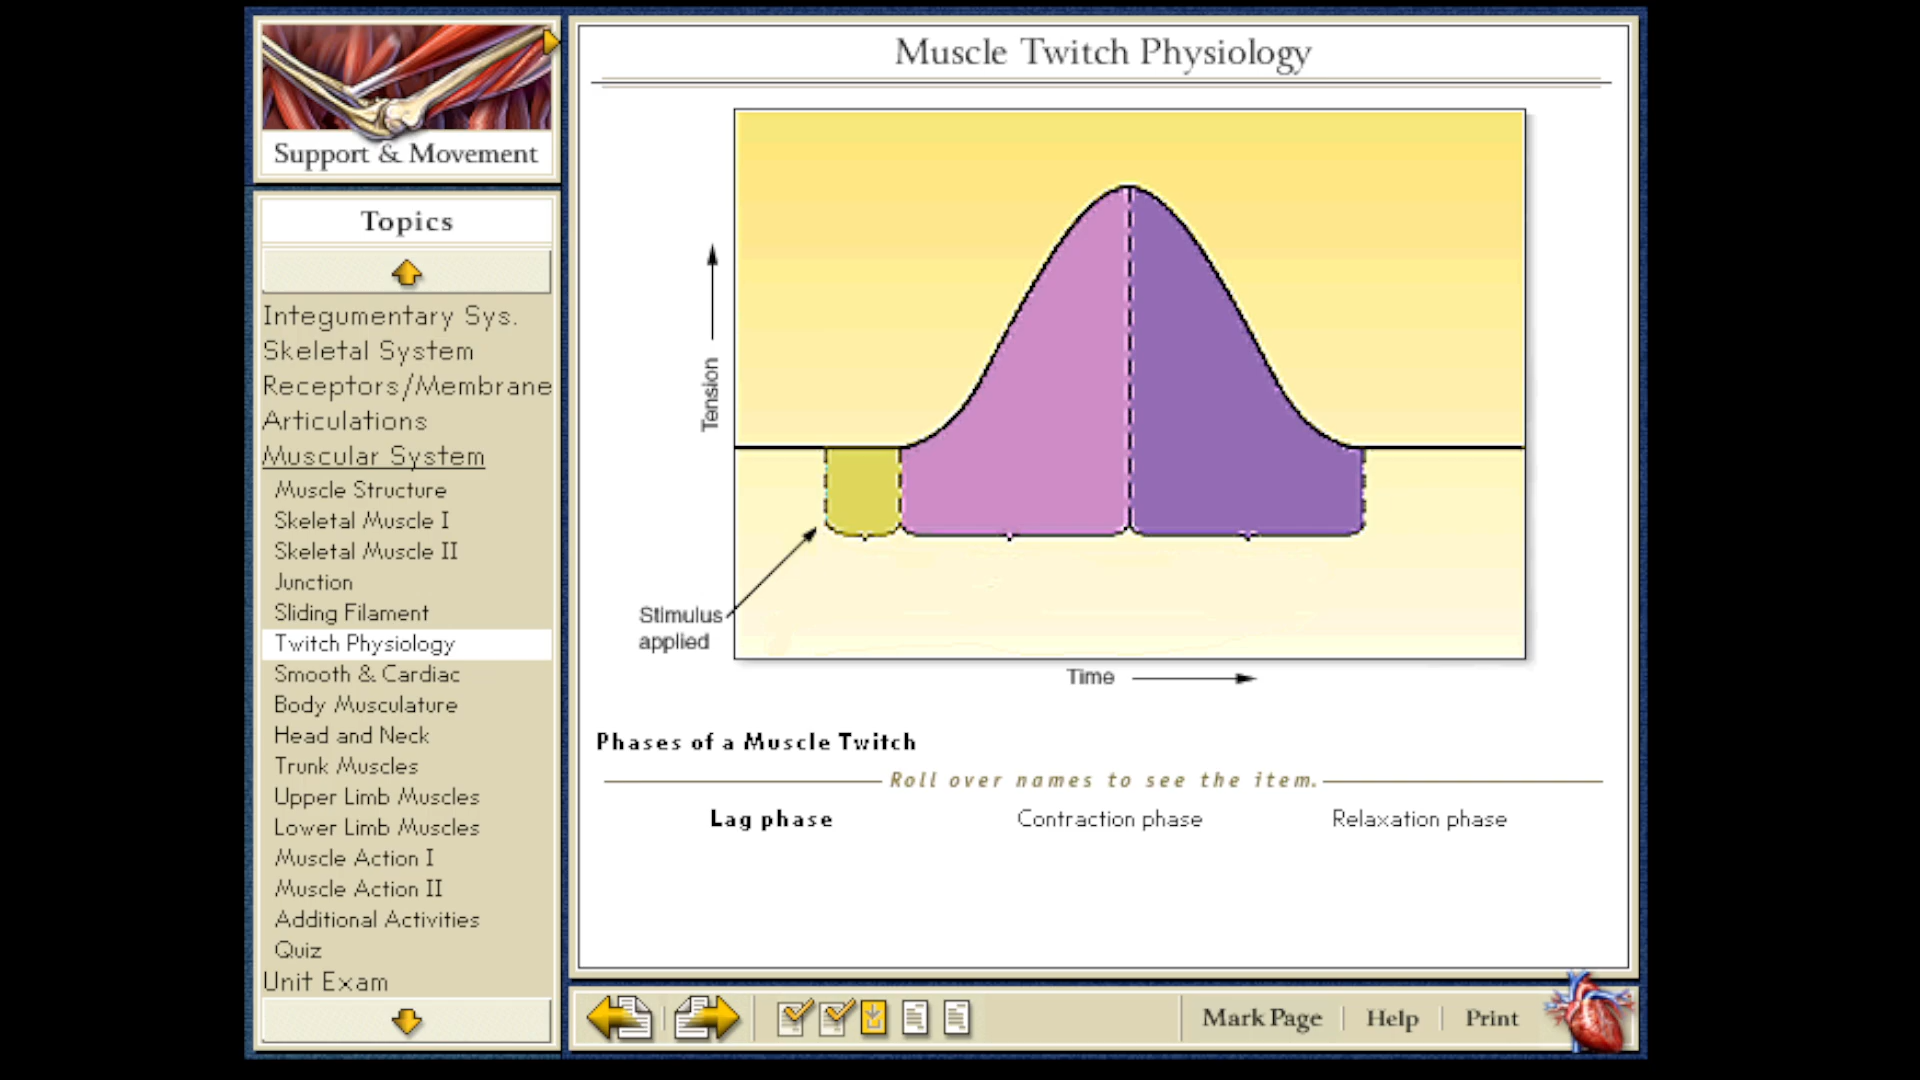 Support & Movement
Topics
Integumentary Sys.
Skeletal System
Receptors/Membrane
Articulations
Muscular System
Muscle Structure
Skeletal Muscle I
Skeletal Muscle II
Junction
Sliding Filament
Twitch Physiology
Smooth & Cardiac
Body Musculature
Head and Neck
Trunk Muscles
Upper Limb Muscles
Lower Limb Muscles
Muscle Action I
Muscle Action II
Additional Activities
Quiz
Unit Exam
Muscle Twitch Physiology
Tension
Stimulus
applied
Time
Phases of a Muscle Twitch
Roll over names to see the item.
Lag phase Contraction phase Relaxation phase
Mark Page Help Print